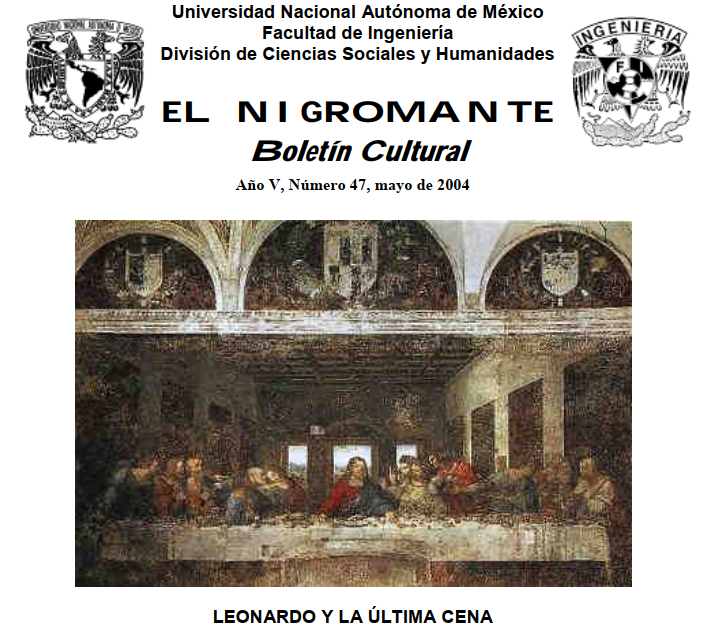 Universidad Nacional Autónoma de México
Facultad de Ingeniería
División de Ciencias Sociales y Humanidades
INGENIERIA
F I
EL NIGROMANTE
Boletín Cultural
Año V, Número 47, mayo de 2004
LEONARDO Y LA ÚLTIMA CENA